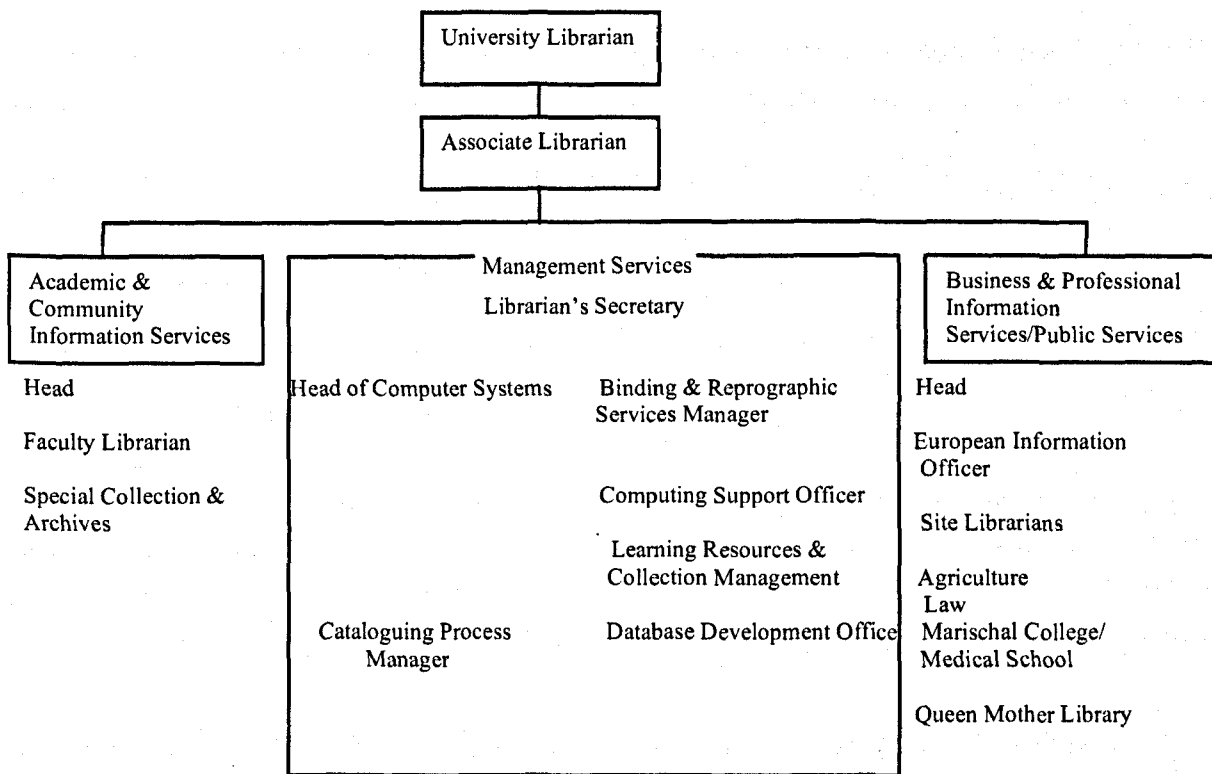 University Librarian
Associate Librarian
Academic &
Community
Information Services
Head
Faculty Librarian
Special Collection &
Archives
Management Services
Librarian's Secretary
Head of Computer Systems
Cataloguing Process
Manager
Binding & Reprographic
Services Manager
Computing Support Officer
Learning Resources &
Collection Management
Database Development Office
Business & Professional
Information
Services/Public Services
Head
European Information
Officer
Site Librarians
Agriculture
Law
Marischal College/
Medical School
Queen Mother Library